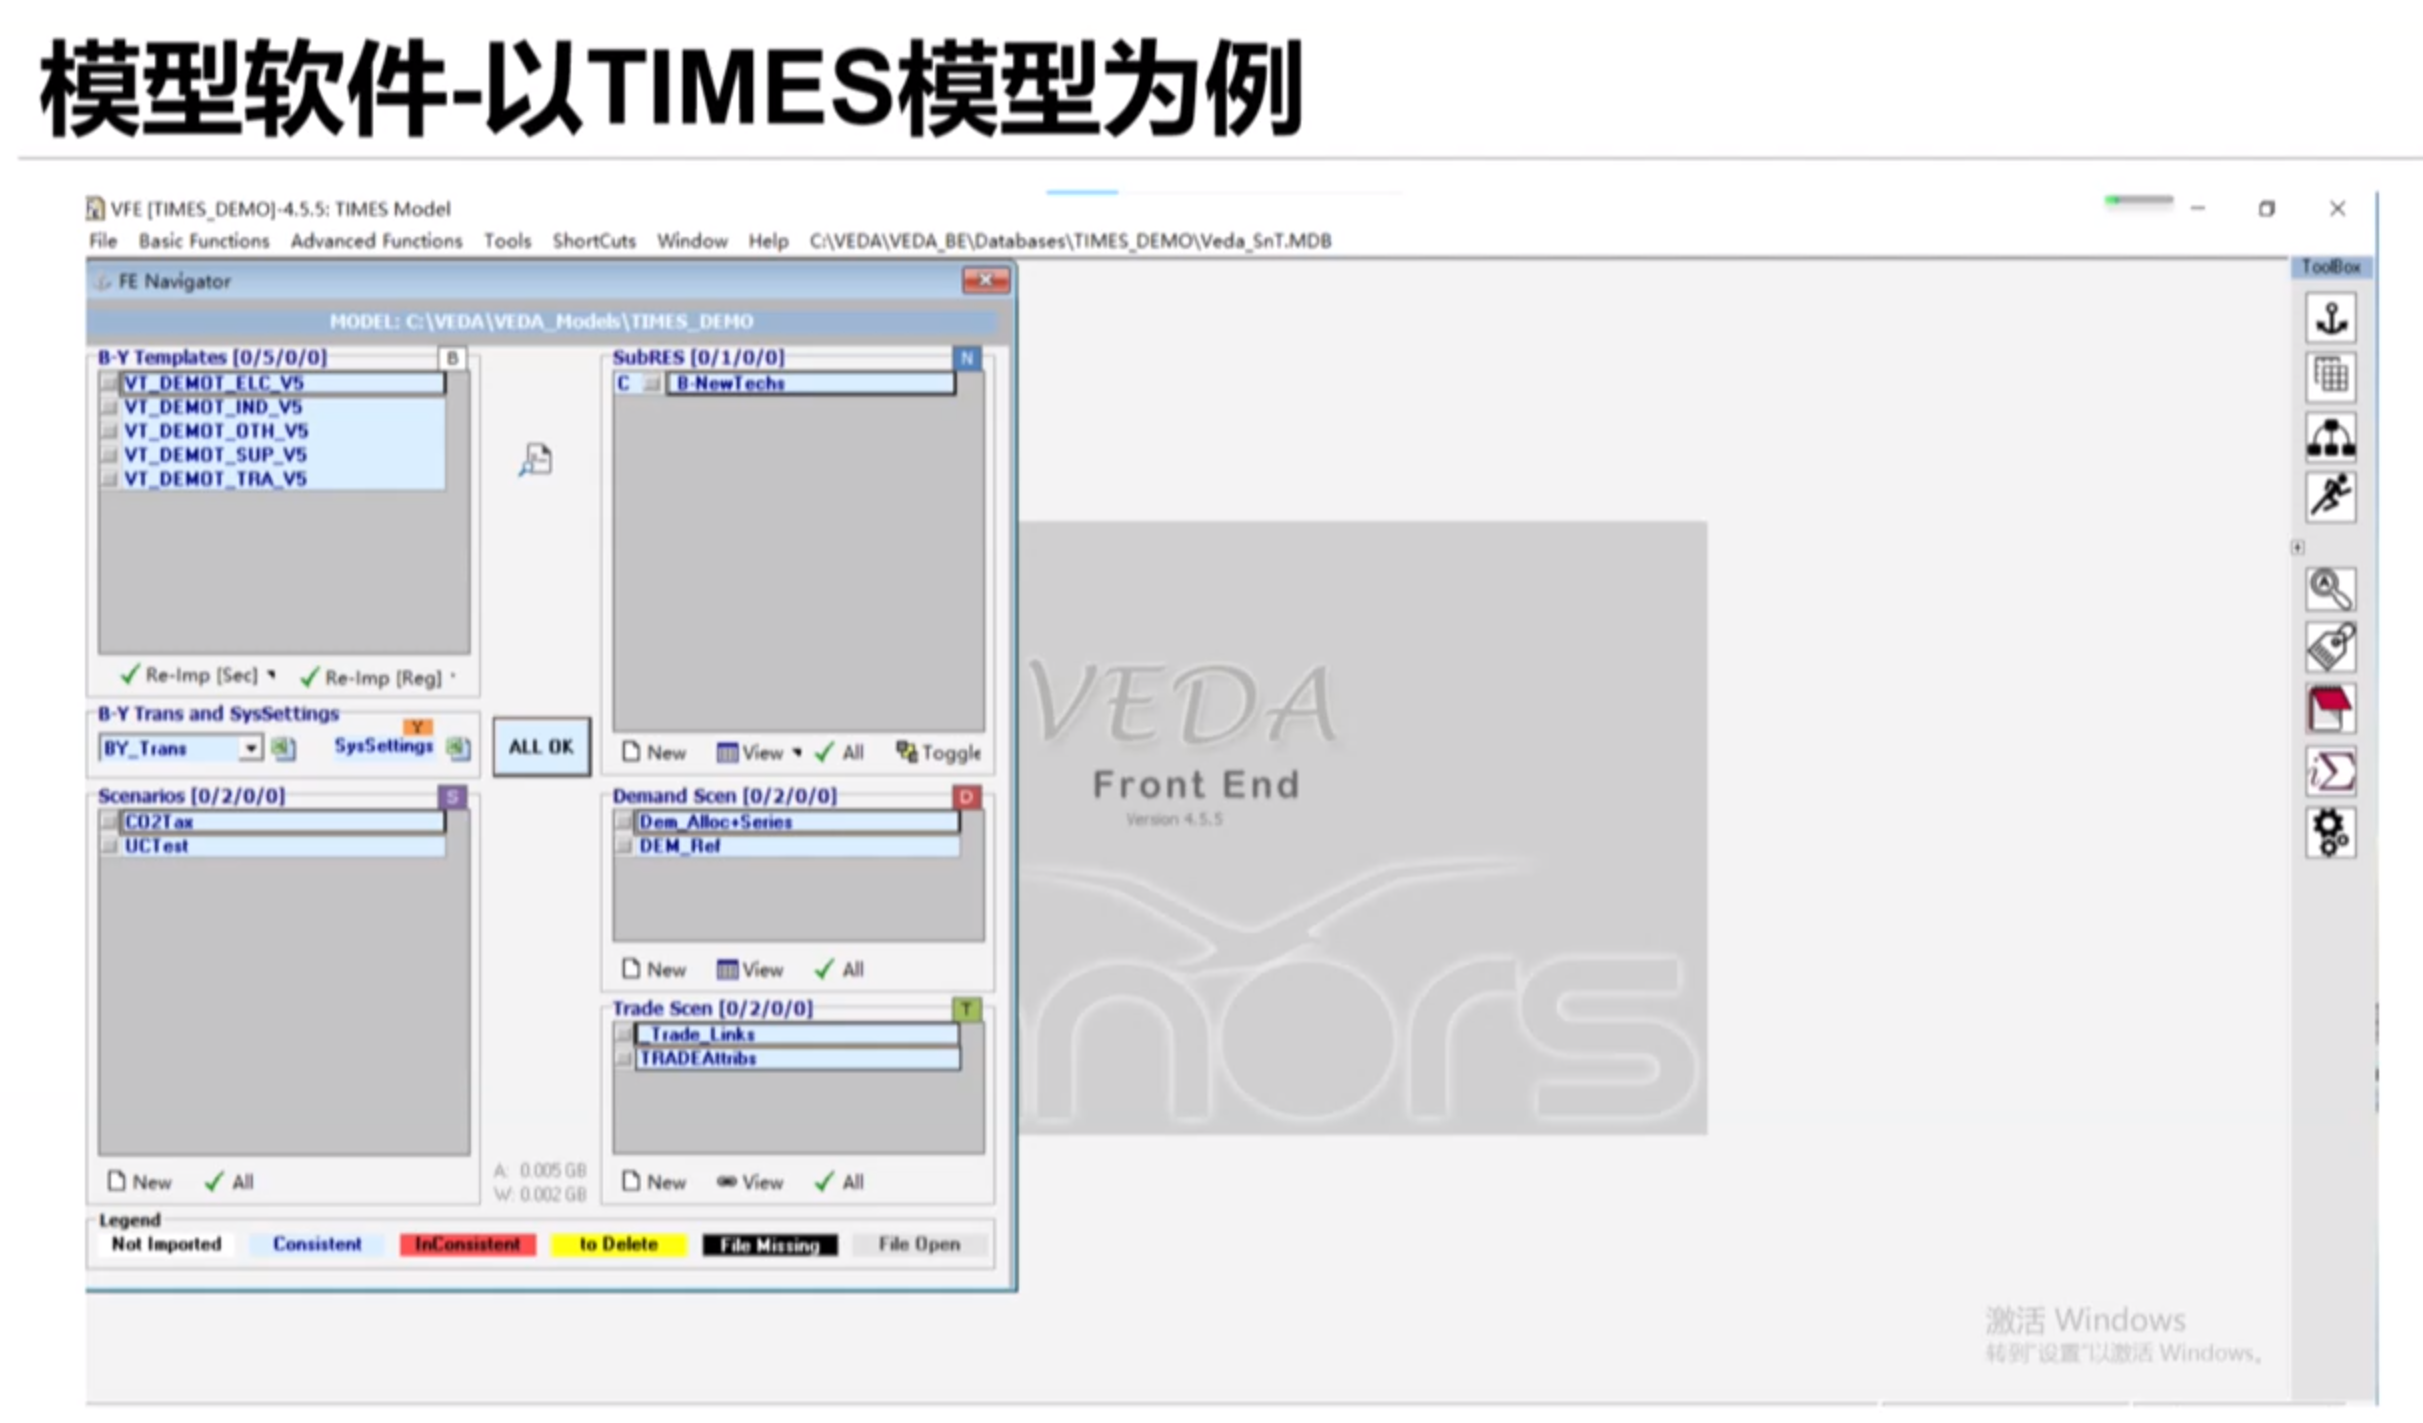 模型软件-以TIMES模型为例
VFE [TIMES_DEMO]-4.5.5: TIMES Model
File Basic Functions Advanced Functions Tools ShortCuts Window Help C:\VEDA\VEDA_BE\Databases\TIMES_DEMO\Veda_SnT.MDB
ToolBox
FE Navigator
MODEL: C:\VEDA\VEDA_Models\TIMES_DEMO
B-Y Templates [0/5/0/0] B
VT_DEMOT_ELC_V5
VT_DEMOT_IND_V5
VT_DEMOT_OTH_V5
VT_DEMOT_SUP_V5
VT_DEMOT_TRA_V5
Re-Imp [Sec] Re-Imp [Reg]
SubRES [0/1/0/0] N
C B-NewTechs
New View All Toggle
B-Y Trans and SysSettings
Y
BY_Trans SysSettings
ALL OK
Scenarios [0/2/0/0] S
CO2Tax
UCTest
New All
Demand Scen [0/2/0/0] D
Dem_Alloc+Series
DEM_Ref
New View All
Trade Scen [0/2/0/0] T
_Trade_Links
TRADEAttribs
A: 0.005 GB
W: 0.002 GB
New View All
Legend
Not Imported Consistent InConsistent to Delete File Missing File Open
VEDA
Front End
Version 4.5.5
nors
A
iΣ
激活 Windows
转到"设置"以激活 Windows。